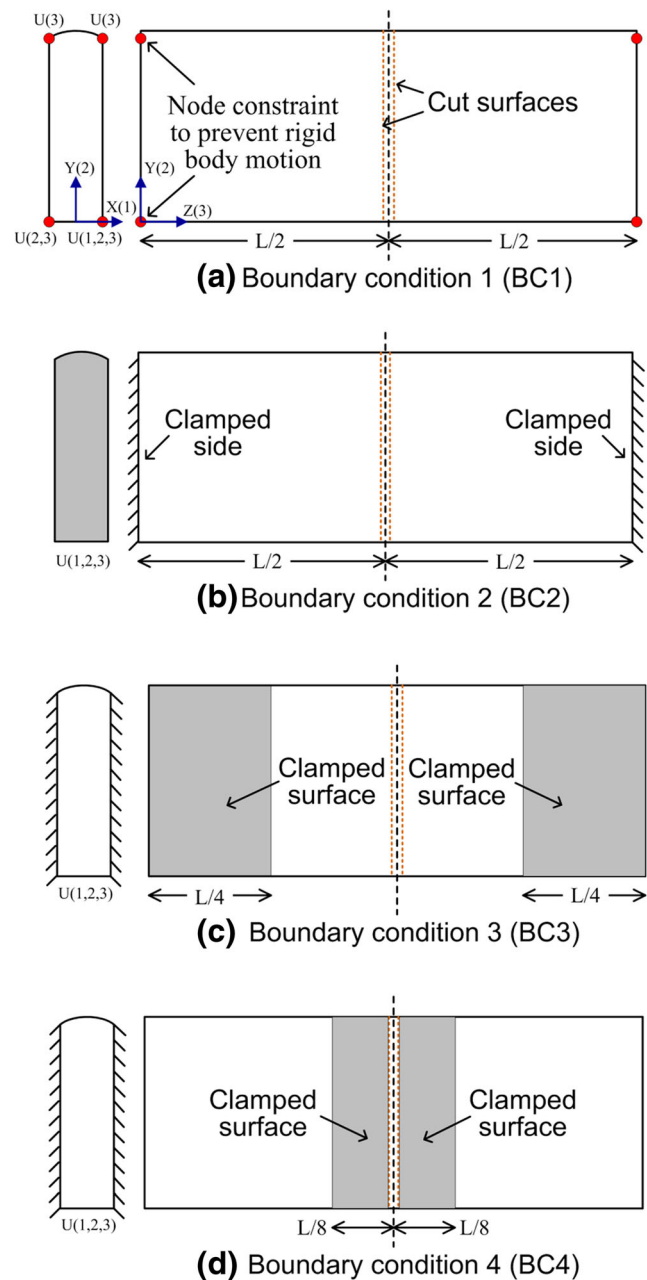 U(3)
U(3)
Node constraint
to prevent rigid
body motion
Cut surfaces
Y(2)
X(1)
Y(2)
Z(3)
U(2,3)
U(1,2,3)
L/2
L/2
(a) Boundary condition 1 (BC1)
Clamped
side
Clamped
side
U(1,2,3)
L/2
L/2
(b) Boundary condition 2 (BC2)
Clamped
surface
Clamped
surface
U(1,2,3)
L/4
L/4
(c) Boundary condition 3 (BC3)
Clamped
surface
Clamped
surface
U(1,2,3)
L/8
L/8
(d) Boundary condition 4 (BC4)